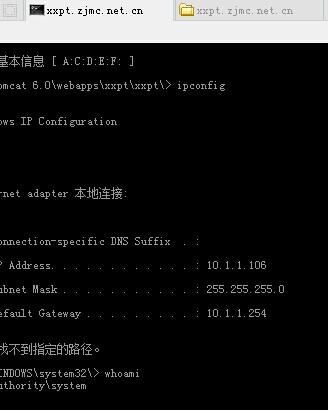 xxpt.zjmc.net.cn xxpt.zjmc.net.cn
基本信息 [ A:C:D:E:F: ]
omcat 6.0\webapps\xxpt\xxpt\> ipconfig
ows IP Configuration
rnet adapter 本地连接:
onnection-specific DNS Suffix . :
P Address. . . . . . . . . . . . : 10.1.1.106
ubnet Mask . . . . . . . . . . . : 255.255.255.0
efault Gateway . . . . . . . . . : 10.1.1.254
找不到指定的路径。
INDOWS\system32\> whoami
uthority\system